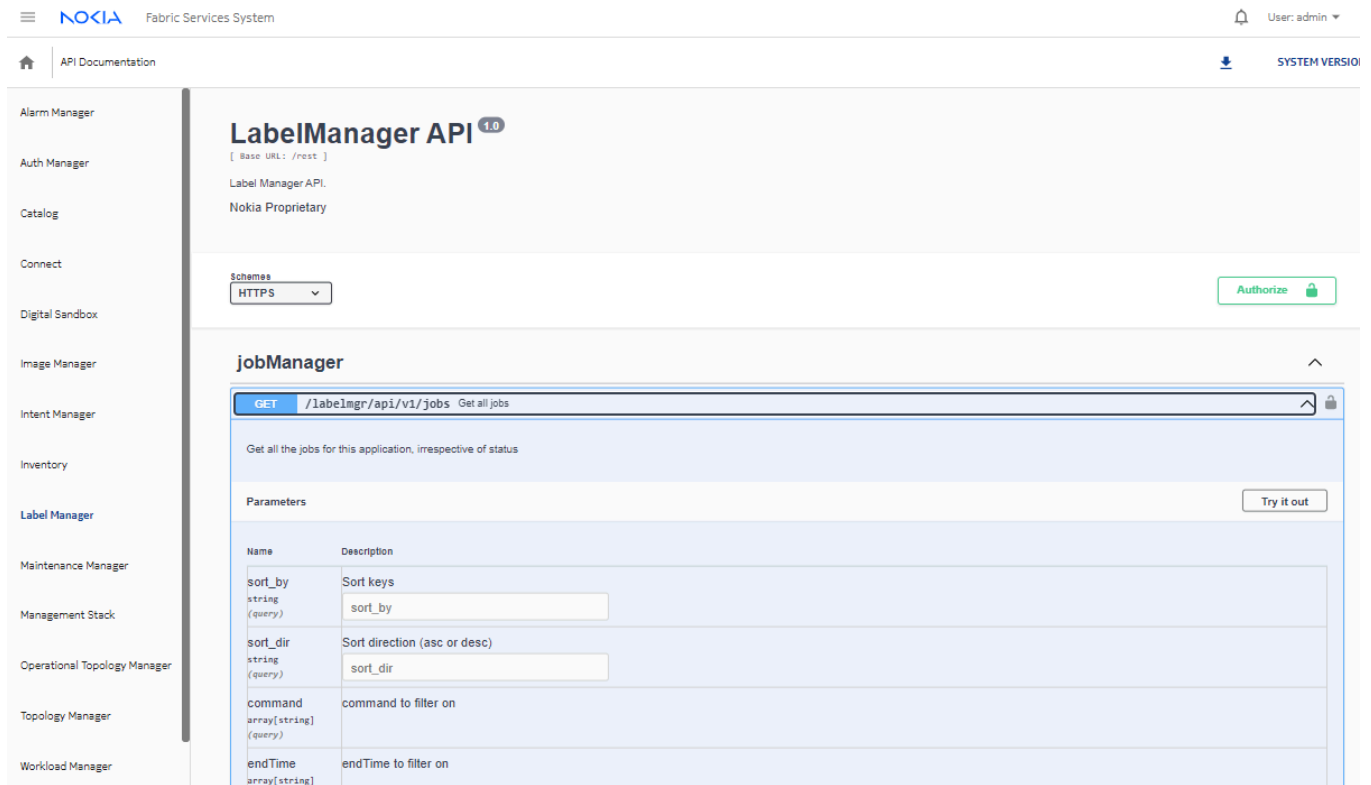 NOKIA Fabric Services System User: admin
API Documentation SYSTEM VERSIO
Alarm Manager
Auth Manager
Catalog
Connect
Digital Sandbox
Image Manager
Intent Manager
Inventory
Label Manager
Maintenance Manager
Management Stack
Operational Topology Manager
Topology Manager
Workload Manager
LabelManager API 1.0
[ Base URL: /rest ]
Label Manager API.
Nokia Proprietary
Schemes
HTTPS
Authorize
jobManager
GET /labelmgr/api/v1/jobs Get all jobs
Get all the jobs for this application, irrespective of status
Parameters Try it out
Name Description
sort_by Sort keys
string
(query)
sort_by
sort_dir Sort direction (asc or desc)
string
(query)
sort_dir
command command to filter on
array[string]
(query)
endTime endTime to filter on
array[string]